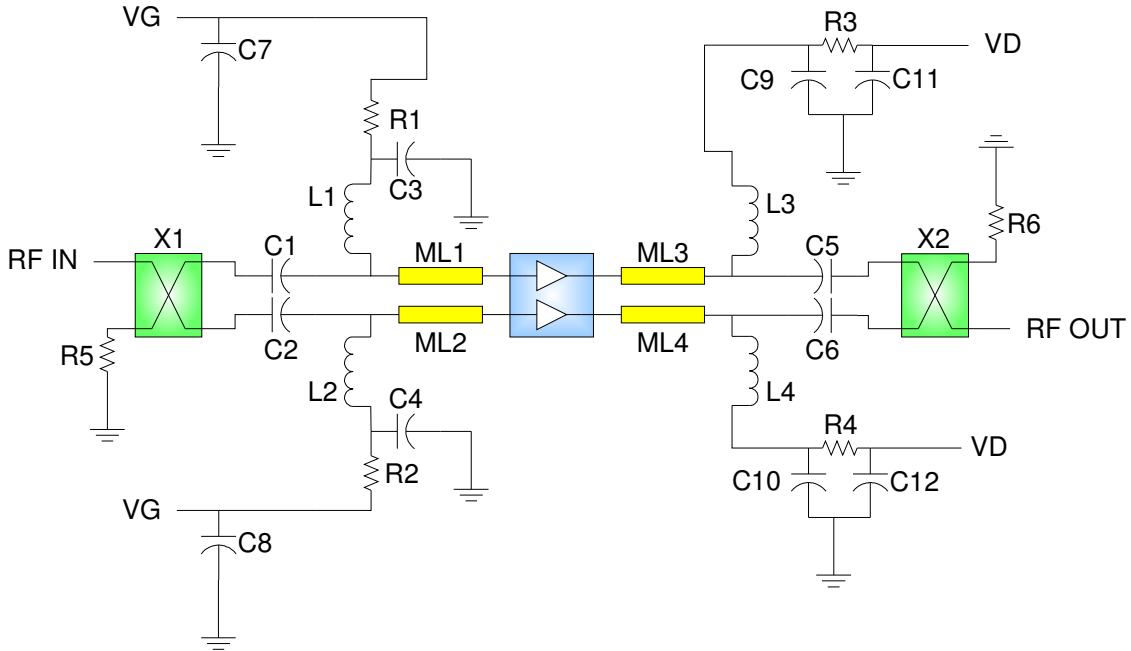 VG
C7
R1
C3
L1
R3
VD
C9
C11
L3
R6
RF IN
X1
C1
ML1
ML3
C5
X2
R5
C2
ML2
ML4
C6
RF OUT
L2
C4
R2
L4
R4
VD
C10
C12
VG
C8